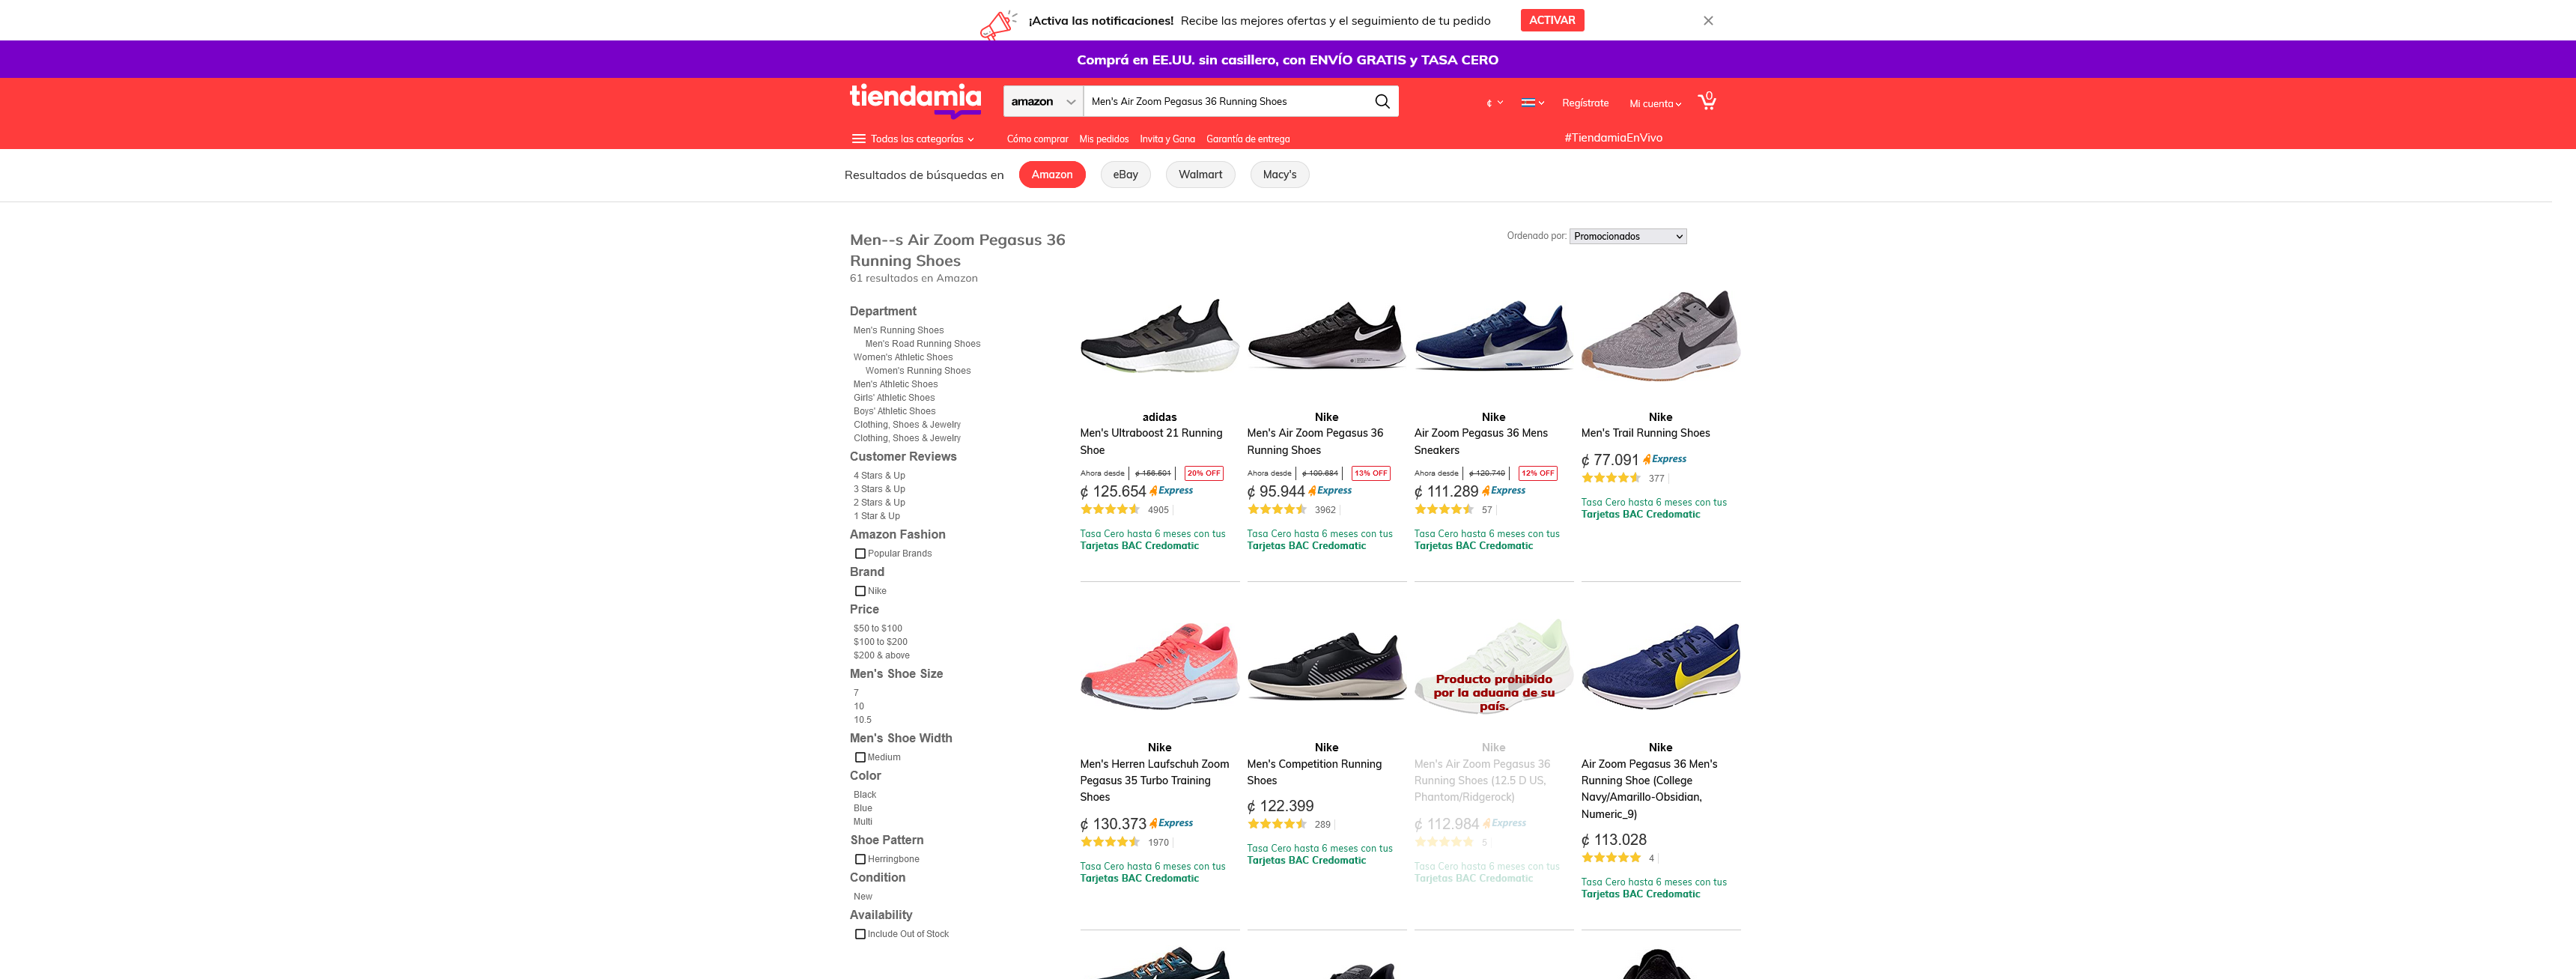 ¡Activa las notificaciones! Recibe las mejores ofertas y el seguimiento de tu pedido ACTIVAR
Comprá en EE.UU. sin casillero, con ENVÍO GRATIS y TASA CERO
tiendamia amazon Men's Air Zoom Pegasus 36 Running Shoes ¢ Regístrate Mi cuenta 0
Todas las categorías Cómo comprar Mis pedidos Invita y Gana Garantía de entrega #TiendamiaEnVivo
Resultados de búsquedas en Amazon eBay Walmart Macy's
Men--s Air Zoom Pegasus 36
Running Shoes
61 resultados en Amazon
Ordenado por: Promocionados
Department
Men's Running Shoes
Men's Road Running Shoes
Women's Athletic Shoes
Women's Running Shoes
Men's Athletic Shoes
Girls' Athletic Shoes
Boys' Athletic Shoes
Clothing, Shoes & Jewelry
Clothing, Shoes & Jewelry
Customer Reviews
4 Stars & Up
3 Stars & Up
2 Stars & Up
1 Star & Up
Amazon Fashion
Popular Brands
Brand
Nike
Price
$50 to $100
$100 to $200
$200 & above
Men's Shoe Size
7
10
10.5
Men's Shoe Width
Medium
Color
Black
Blue
Multi
Shoe Pattern
Herringbone
Condition
New
Availability
Include Out of Stock
adidas
Men's Ultraboost 21 Running
Shoe
Ahora desde ¢ 156.501 20% OFF
¢ 125.654 Express
4905
Tasa Cero hasta 6 meses con tus
Tarjetas BAC Credomatic
Nike
Men's Air Zoom Pegasus 36
Running Shoes
Ahora desde ¢ 109.684 13% OFF
¢ 95.944 Express
3962
Tasa Cero hasta 6 meses con tus
Tarjetas BAC Credomatic
Nike
Air Zoom Pegasus 36 Mens
Sneakers
Ahora desde ¢ 126.740 12% OFF
¢ 111.289 Express
57
Tasa Cero hasta 6 meses con tus
Tarjetas BAC Credomatic
Nike
Men's Trail Running Shoes
¢ 77.091 Express
377
Tasa Cero hasta 6 meses con tus
Tarjetas BAC Credomatic
Nike
Men's Herren Laufschuh Zoom
Pegasus 35 Turbo Training
Shoes
¢ 130.373 Express
1970
Tasa Cero hasta 6 meses con tus
Tarjetas BAC Credomatic
Nike
Men's Competition Running
Shoes
¢ 122.399
289
Tasa Cero hasta 6 meses con tus
Tarjetas BAC Credomatic
Producto prohibido
por la aduana de su
país.
Nike
Men's Air Zoom Pegasus 36
Running Shoes (12.5 D US,
Phantom/Ridgerock)
¢ 112.984 Express
5
Tasa Cero hasta 6 meses con tus
Tarjetas BAC Credomatic
Nike
Air Zoom Pegasus 36 Men's
Running Shoe (College
Navy/Amarillo-Obsidian,
Numeric_9)
¢ 113.028
4
Tasa Cero hasta 6 meses con tus
Tarjetas BAC Credomatic